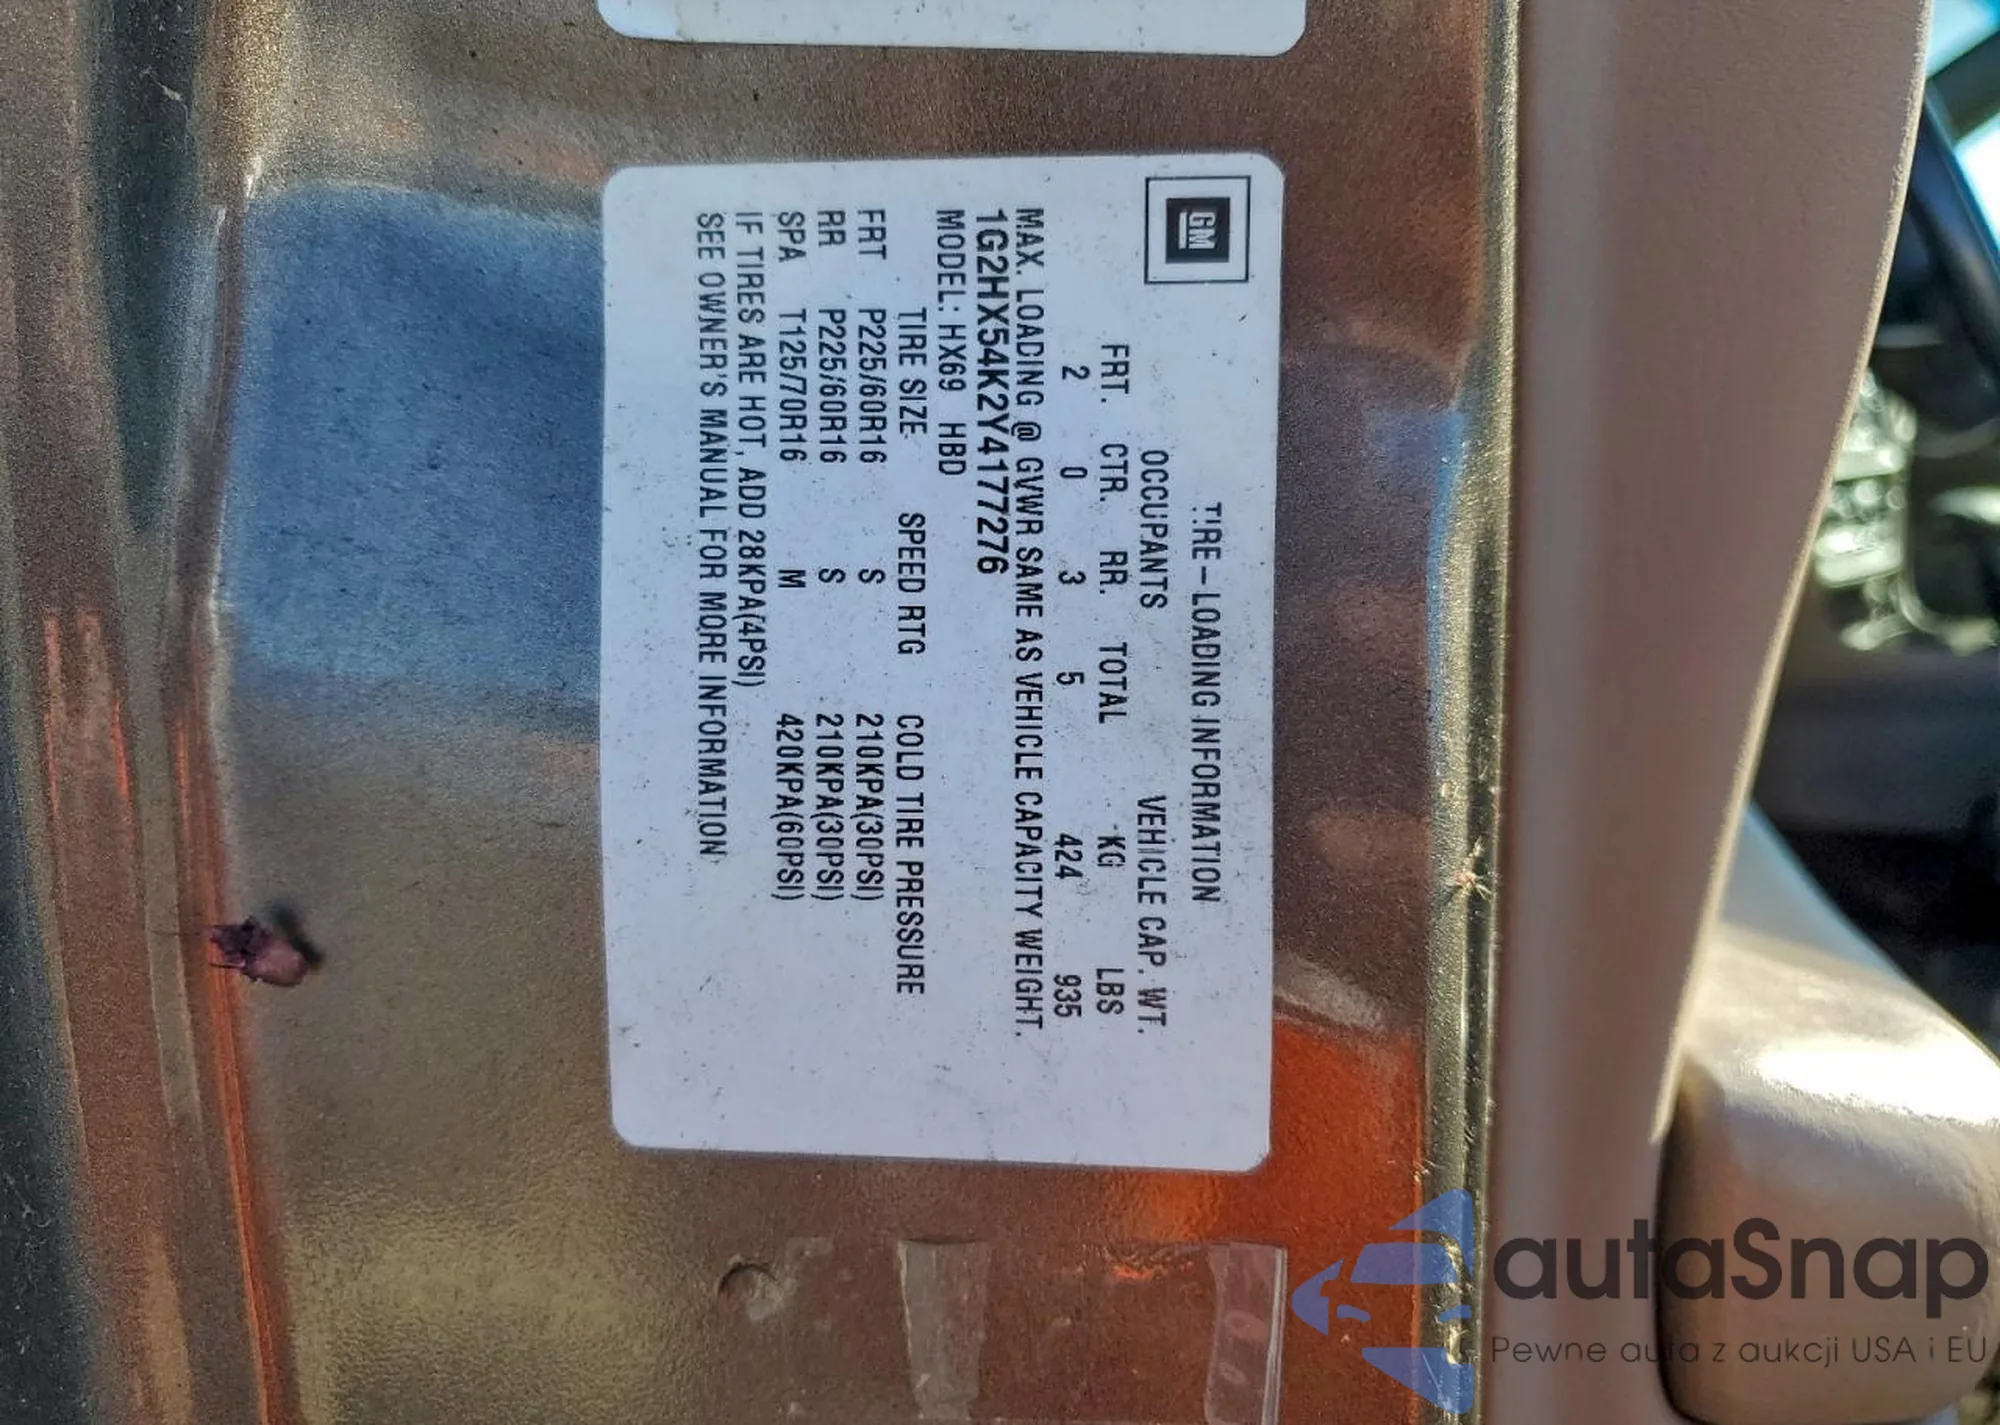 GM
TIRE-LOADING INFORMATION
OCCUPANTS VEHICLE CAP. WT.
FRT. CTR. RR. TOTAL KG LBS
2 0 3 5 424 935
MAX. LOADING @ GVWR SAME AS VEHICLE CAPACITY WEIGHT.
1G2HX54K2Y4177276
MODEL: HX69 HBD
TIRE SIZE SPEED RTG COLD TIRE PRESSURE
FRT P225/60R16 S 210KPA(30PSI)
RR P225/60R16 S 210KPA(30PSI)
SPA T125/70R16 M 420KPA(60PSI)
IF TIRES ARE HOT, ADD 28KPA(4PSI)
SEE OWNER'S MANUAL FOR MORE INFORMATION
autaSnap
Pewne auta z aukcji USA i EU